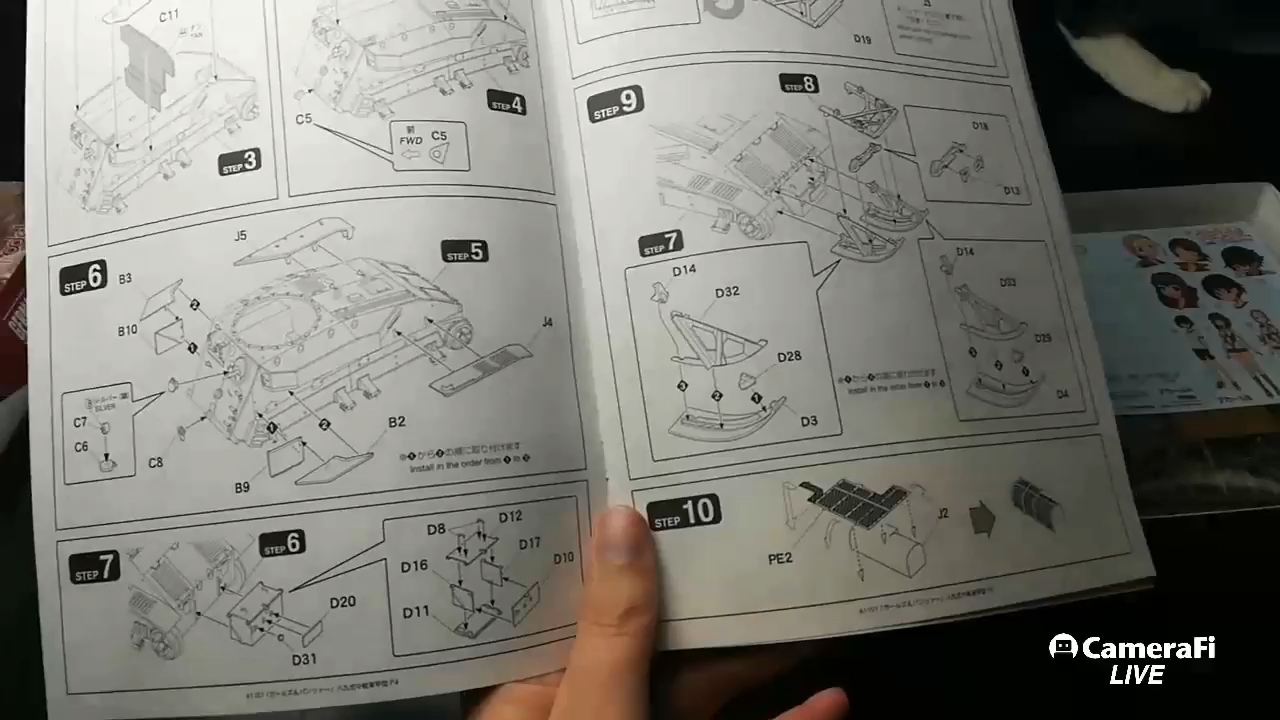 C11
STEP 3
C5
前
FWD C5
STEP 4
STEP 6
J5
STEP 5
B3
B10
J4
SILVER
C7
C6
C8
B9
B2
Install in the order from
STEP 7
STEP 6
D8
D12
D17
D16
D10
D11
D20
D31
D19
STEP 9
STEP 8
D18
D13
STEP 7
D14
D32
D28
D3
D14
D33
D29
D4
Install in the order from
STEP 10
PE2
J2
CameraFi
LIVE